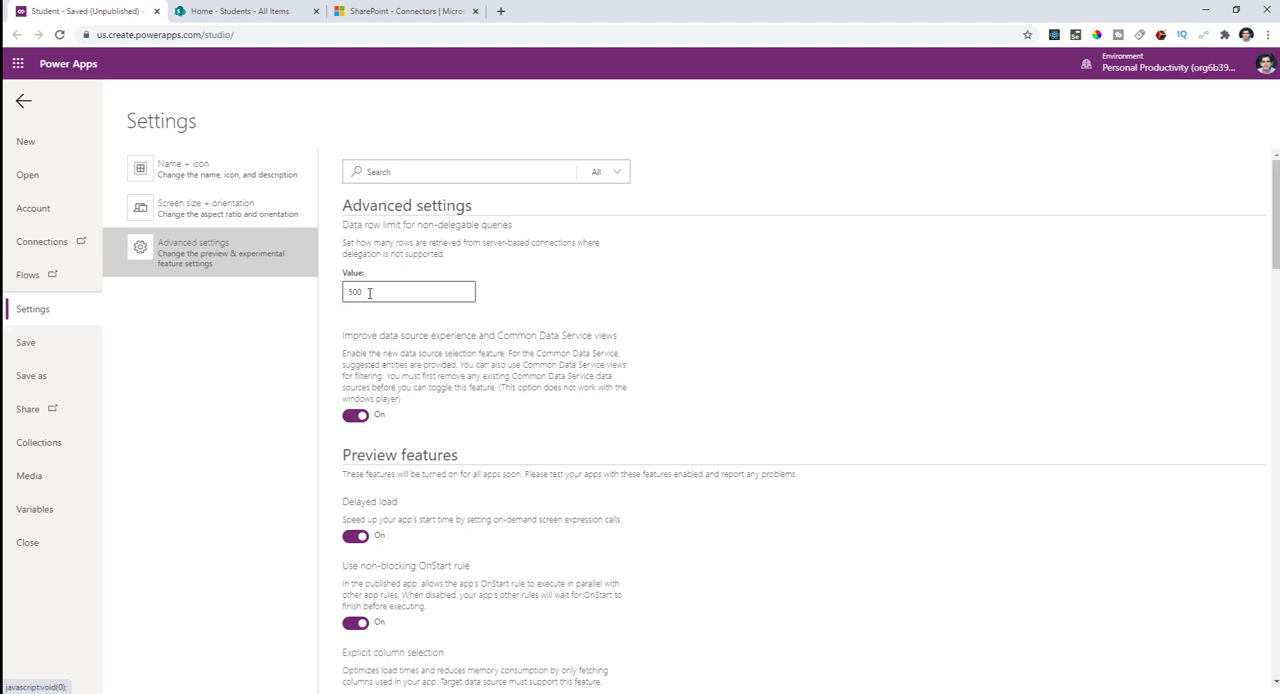 Student - Saved (Unpublished) -
Home - Students - All Items
SharePoint - Connectors | Micros
us.create.powerapps.com/studio/
Power Apps
Environment
Personal Productivity (org6b39...
New
Open
Account
Connections
Flows
Settings
Save
Save as
Share
Collections
Media
Variables
Close
Settings
Name + icon
Change the name, icon, and description
Screen size + orientation
Change the aspect ratio and orientation
Advanced settings
Change the preview & experimental
feature settings
Search
All
Advanced settings
Data row limit for non-delegable queries
Set how many rows are retrieved from server-based connections where
delegation is not supported.
Value:
500
Improve data source experience and Common Data Service views
Enable the new data source selection feature. For the Common Data Service,
suggested entities are provided. You can also use Common Data Service views
for filtering. You must first remove any existing Common Data Service data
sources before you can toggle this feature. (This option does not work with the
windows player)
On
Preview features
These features will be turned on for all apps soon. Please test your apps with these features enabled and report any problems
Delayed load
Speed up your app's start time by setting on-demand screen expression calls.
On
Use non-blocking OnStart rule
In the published app, allows the app's OnStart rule to execute in parallel with
other app rules. When disabled, your app's other rules will wait for OnStart to
finish before executing.
On
Explicit column selection
Optimizes load times and reduces memory consumption by only fetching
columns used in your app. Target data source must support this feature.
javascript:void(0);